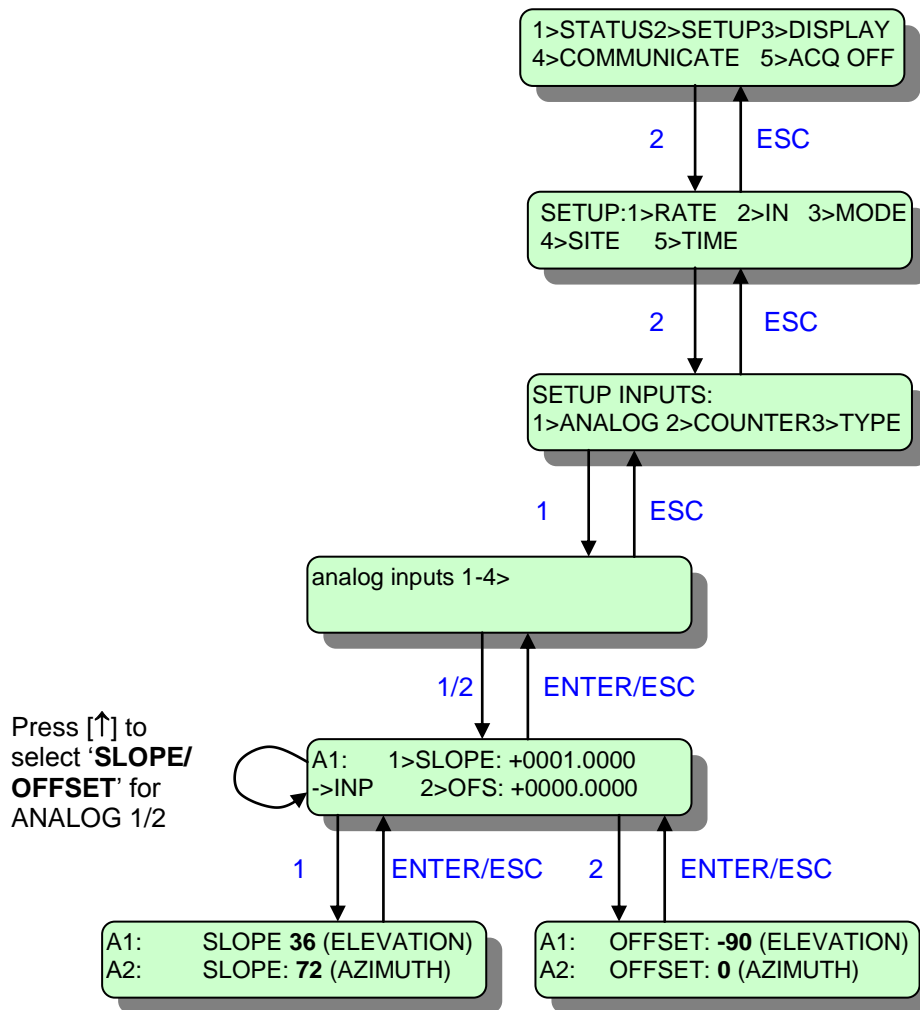 1>STATUS2>SETUP3>DISPLAY
4>COMMUNICATE 5>ACQ OFF
2 ESC
SETUP:1>RATE 2>IN 3>MODE
4>SITE 5>TIME
2 ESC
SETUP INPUTS:
1>ANALOG 2>COUNTER3>TYPE
1 ESC
analog inputs 1-4>
1/2 ENTER/ESC
Press [↑] to
select ‘SLOPE/
OFFSET’ for
ANALOG 1/2
A1: 1>SLOPE: +0001.0000
->INP 2>OFS: +0000.0000
1 ENTER/ESC 2 ENTER/ESC
A1: SLOPE 36 (ELEVATION)
A2: SLOPE: 72 (AZIMUTH)
A1: OFFSET: -90 (ELEVATION)
A2: OFFSET: 0 (AZIMUTH)